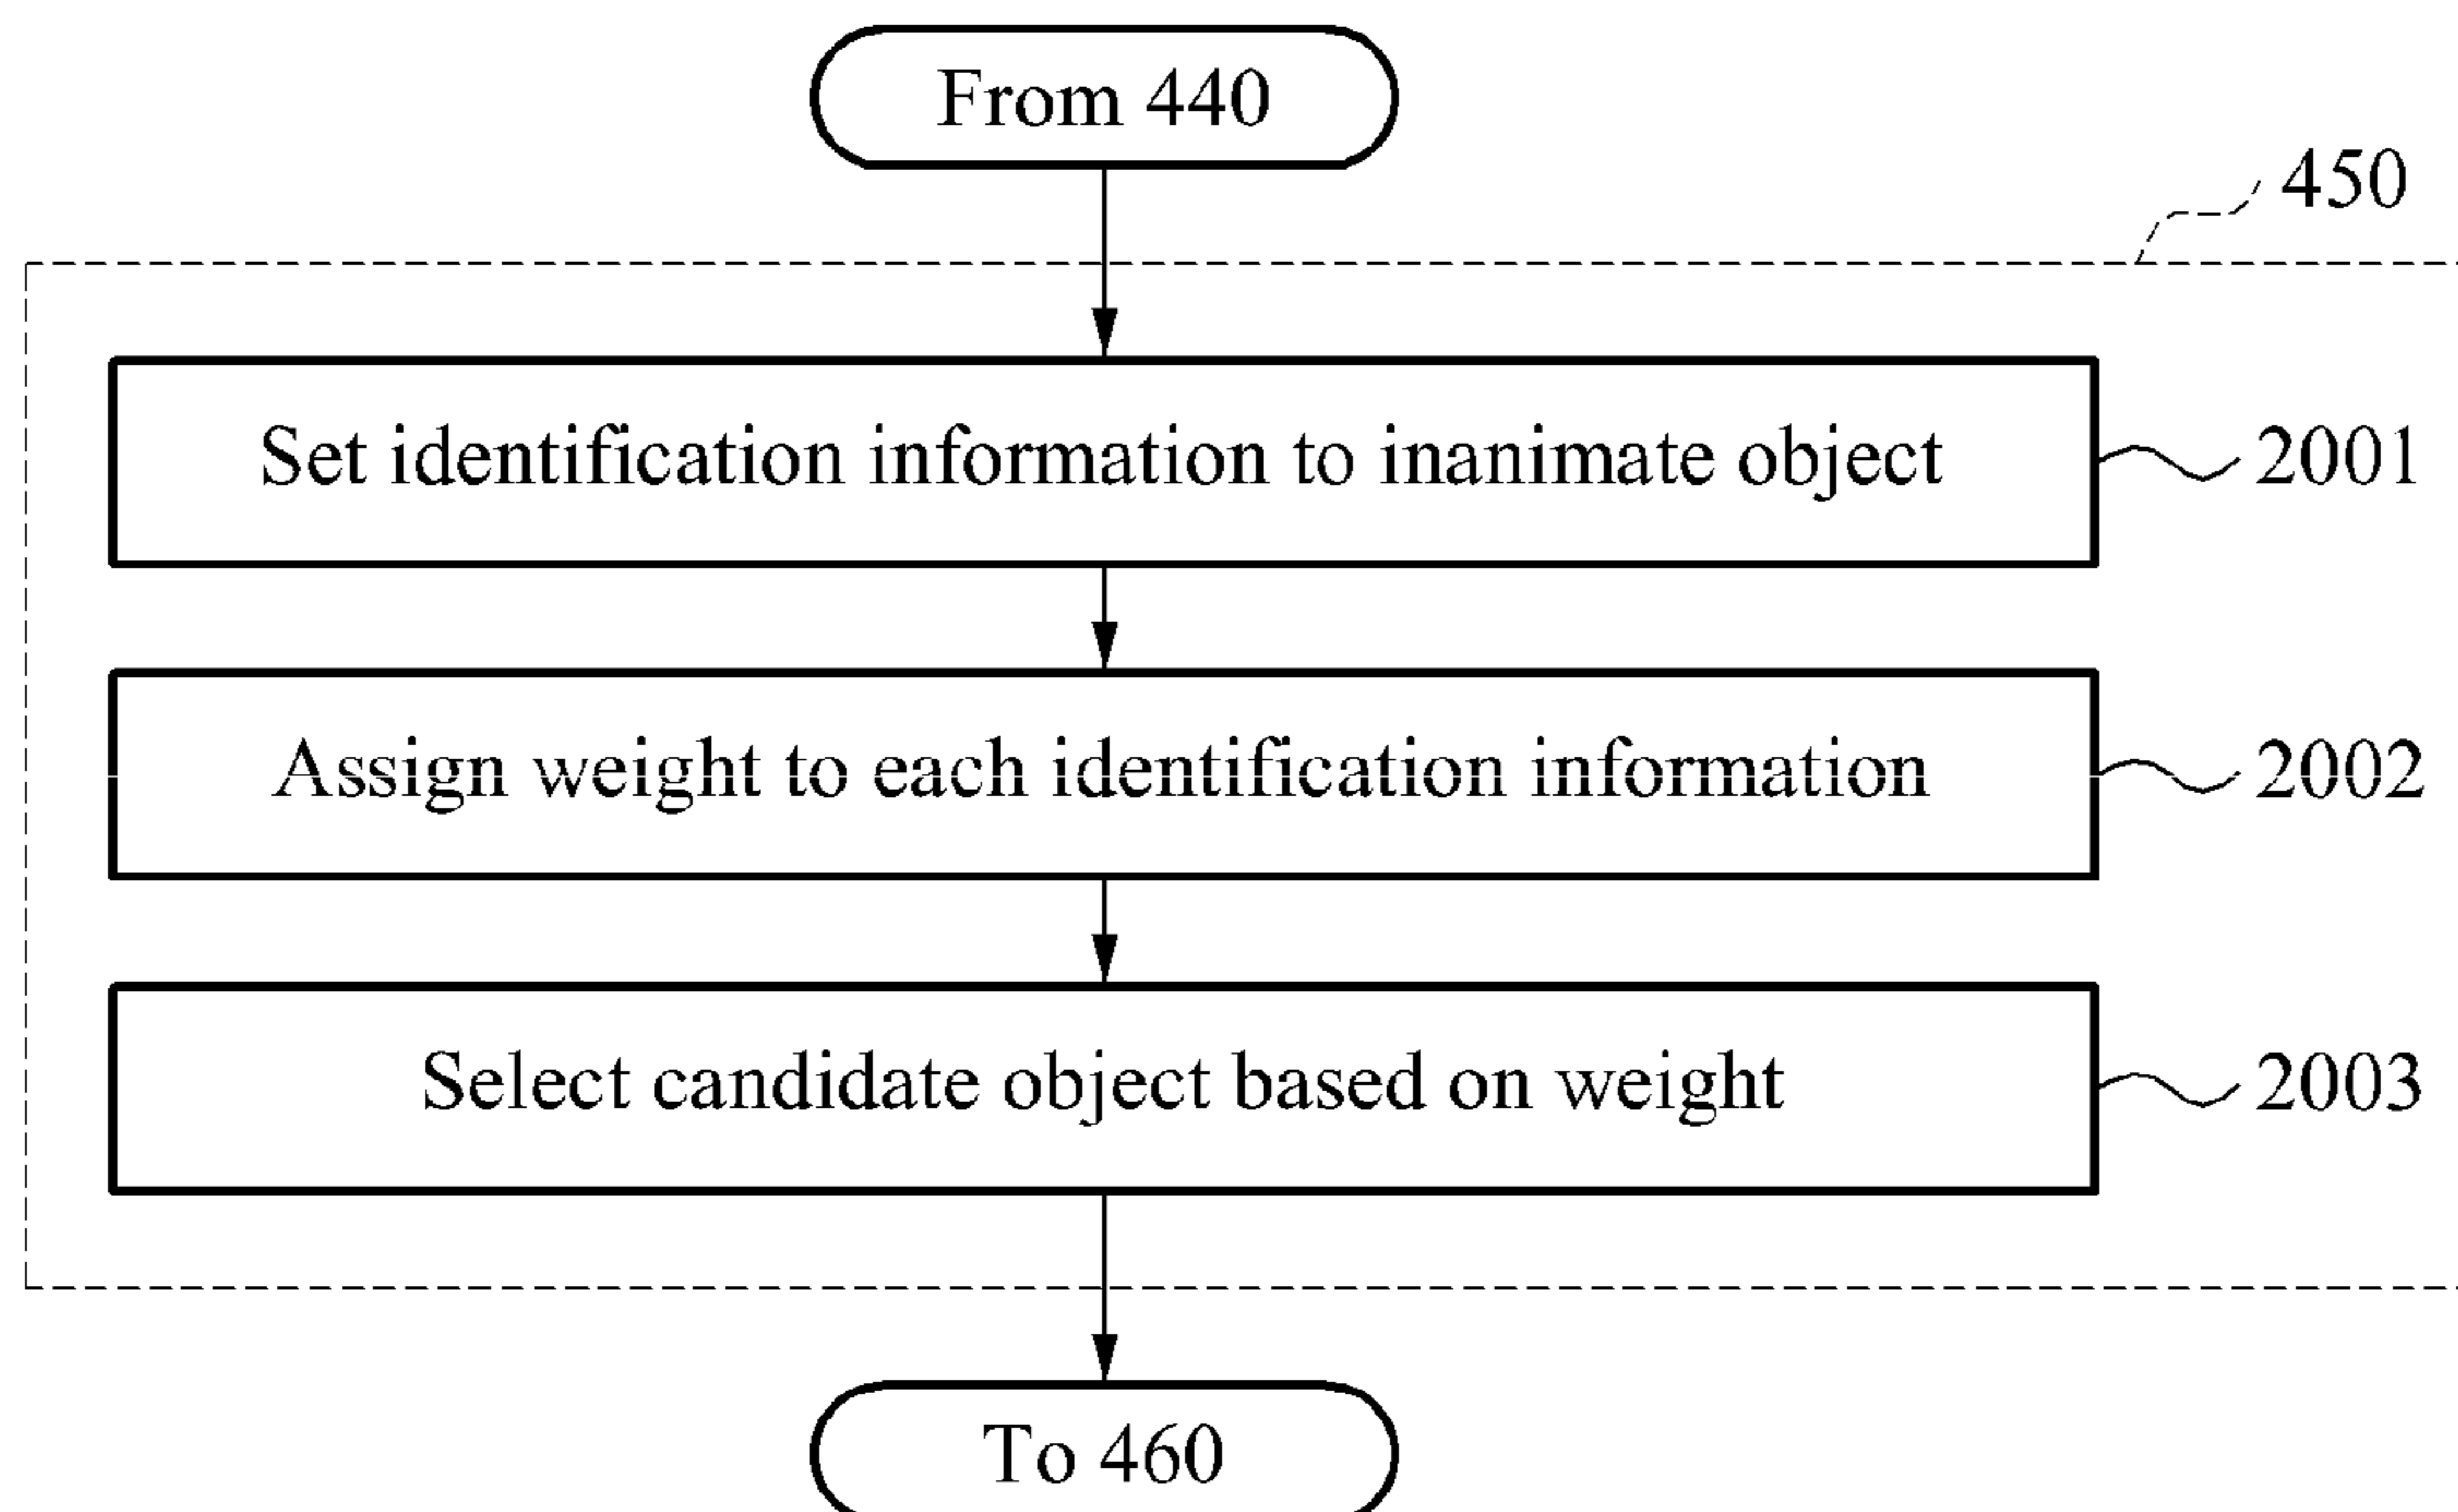 From 440
450
Set identification information to inanimate object
2001
Assign weight to each identification information
2002
Select candidate object based on weight
2003
To 460